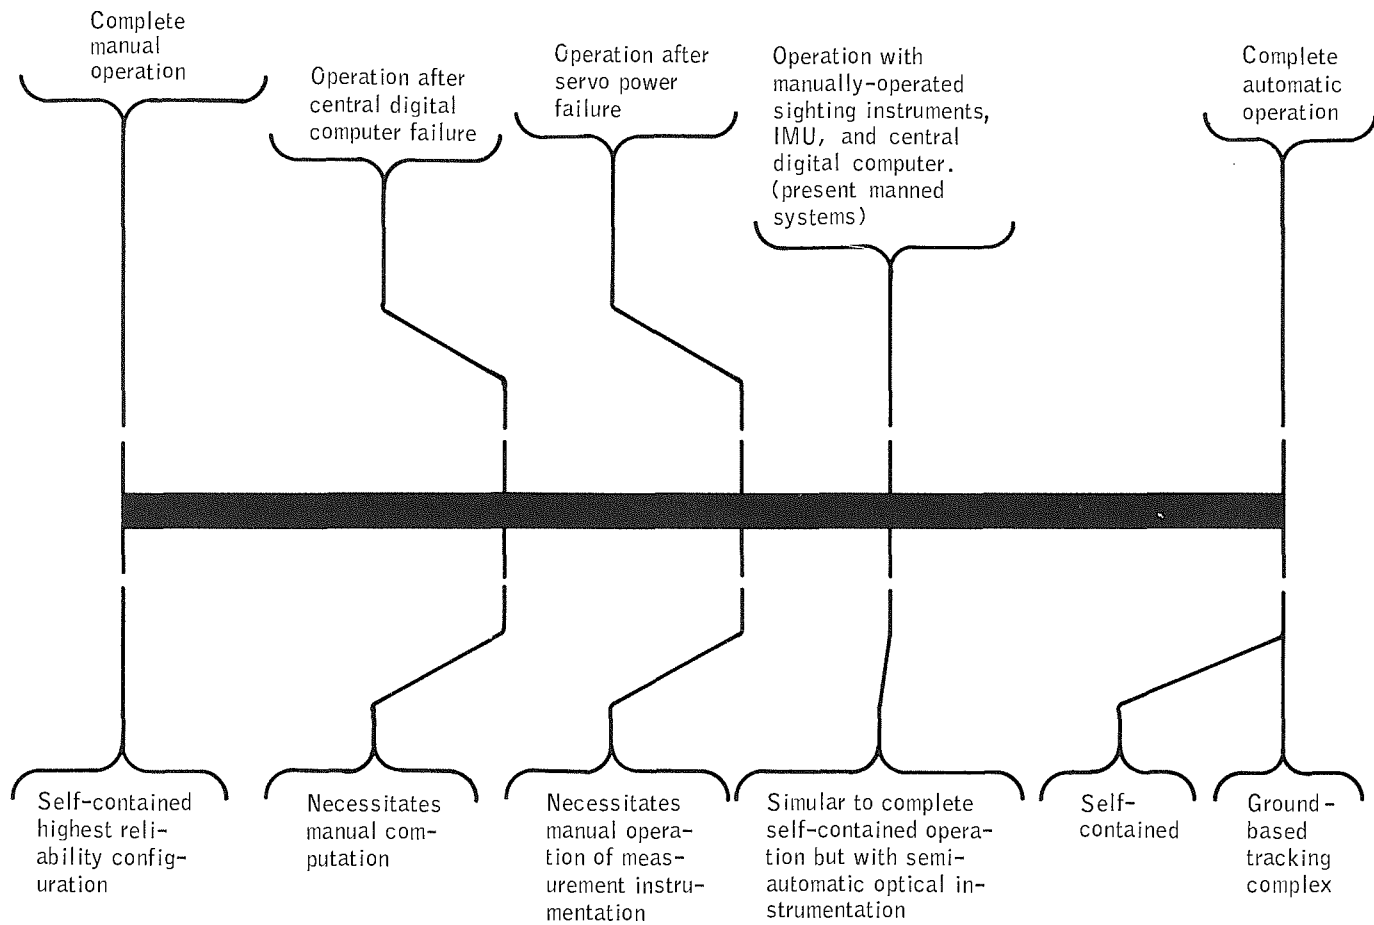 Complete
manual
operation
Operation after
central digital
computer failure
Operation after
servo power
failure
Operation with
manually-operated
sighting instruments,
IMU, and central
digital computer.
(present manned
systems)
Complete
automatic
operation
Self-contained
highest reli-
ability config-
uration
Necessitates
manual com-
putation
Necessitates
manual opera-
tion of meas-
urement instru-
mentation
Simular to complete
self-contained opera-
tion but with semi-
automatic optical in-
strumentation
Self-
contained
Ground-
based
tracking
complex